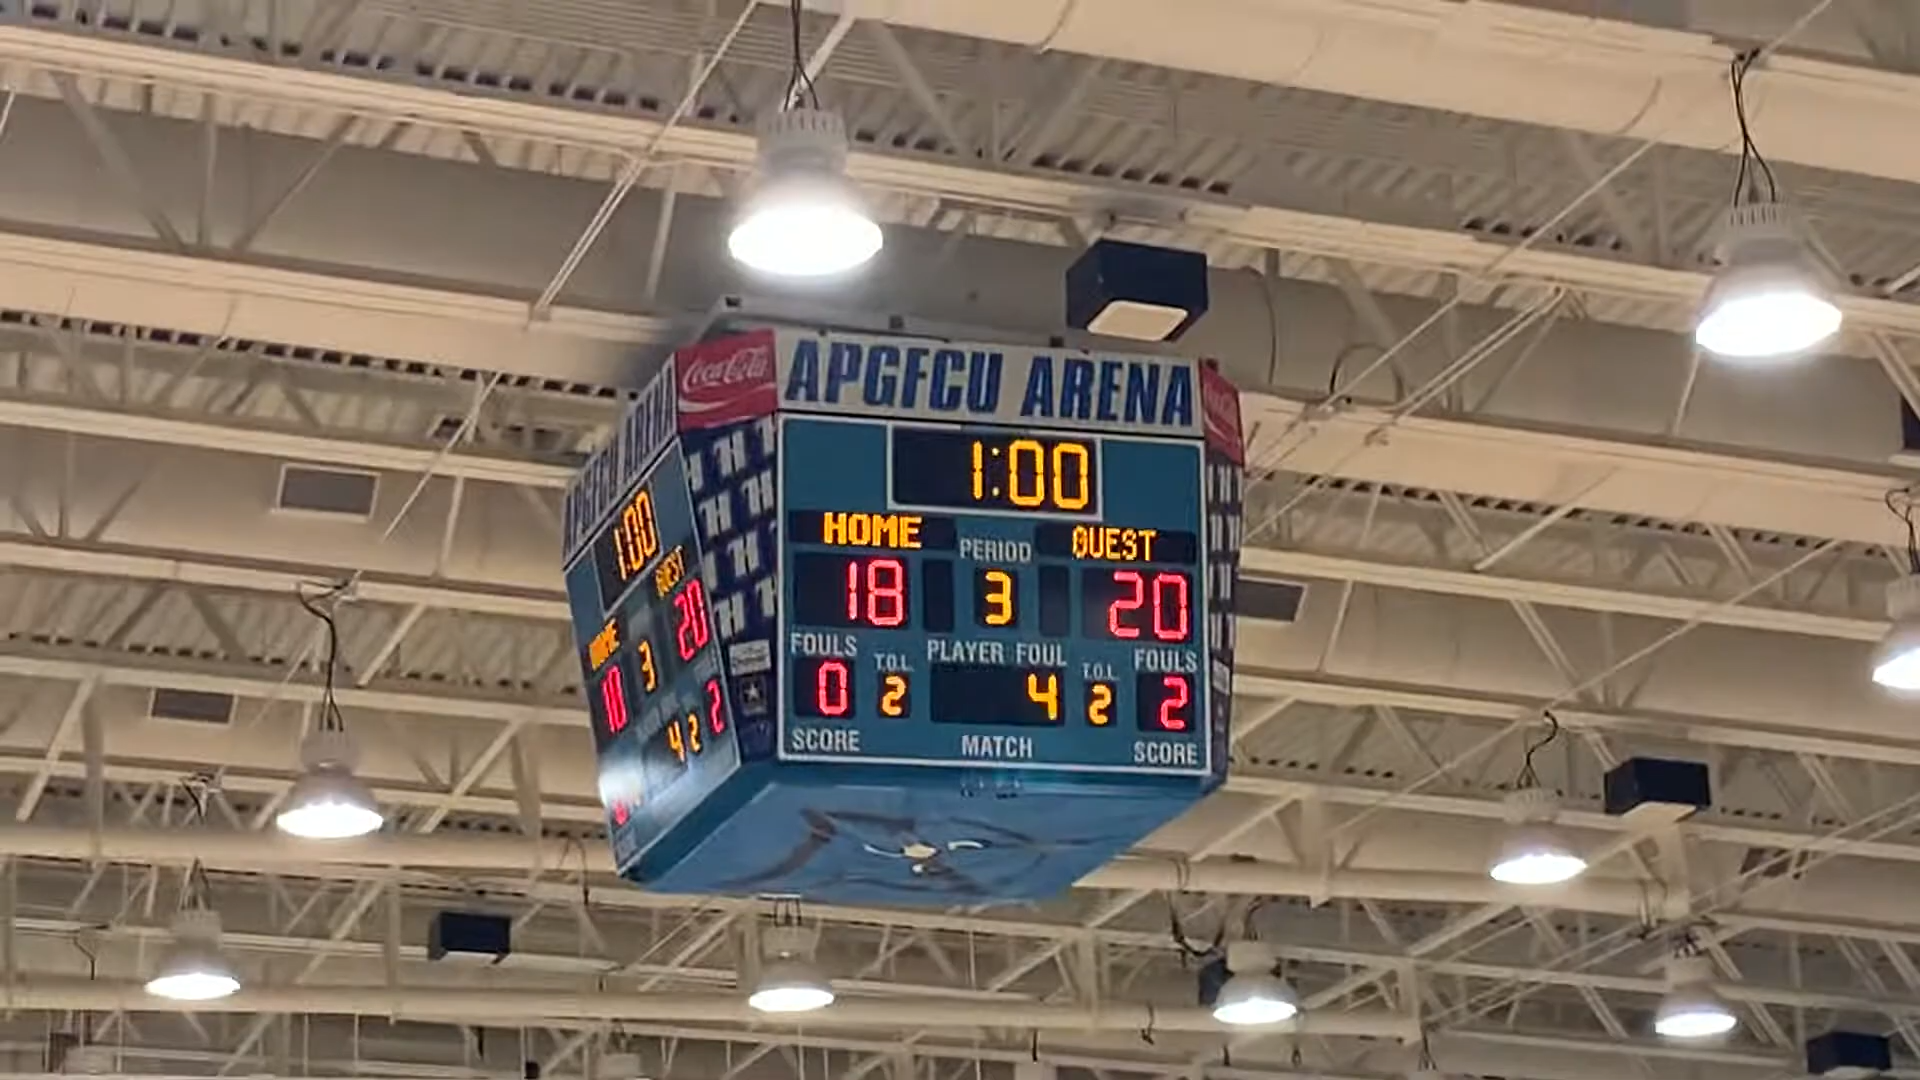 Coca-Cola
APGFCU ARENA
1:00
HOME
PERIOD
GUEST
18
3
20
FOULS
PLAYER FOUL
FOULS
T.O.L.
T.O.L.
0
2
4
2
2
SCORE
MATCH
SCORE
APGFCU ARENA
1:00
GUEST
HOME
3
20
4
2
2